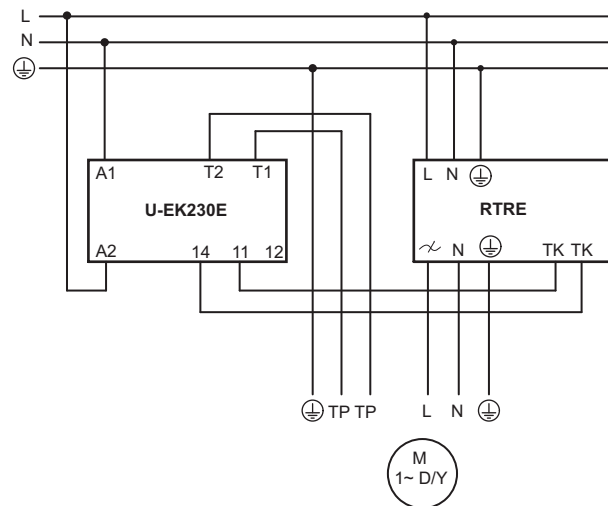 L
N
A1 T2 T1
U-EK230E
A2 14 11 12
L N
RTRE
N TK TK
TP TP L N
M
1~ D/Y